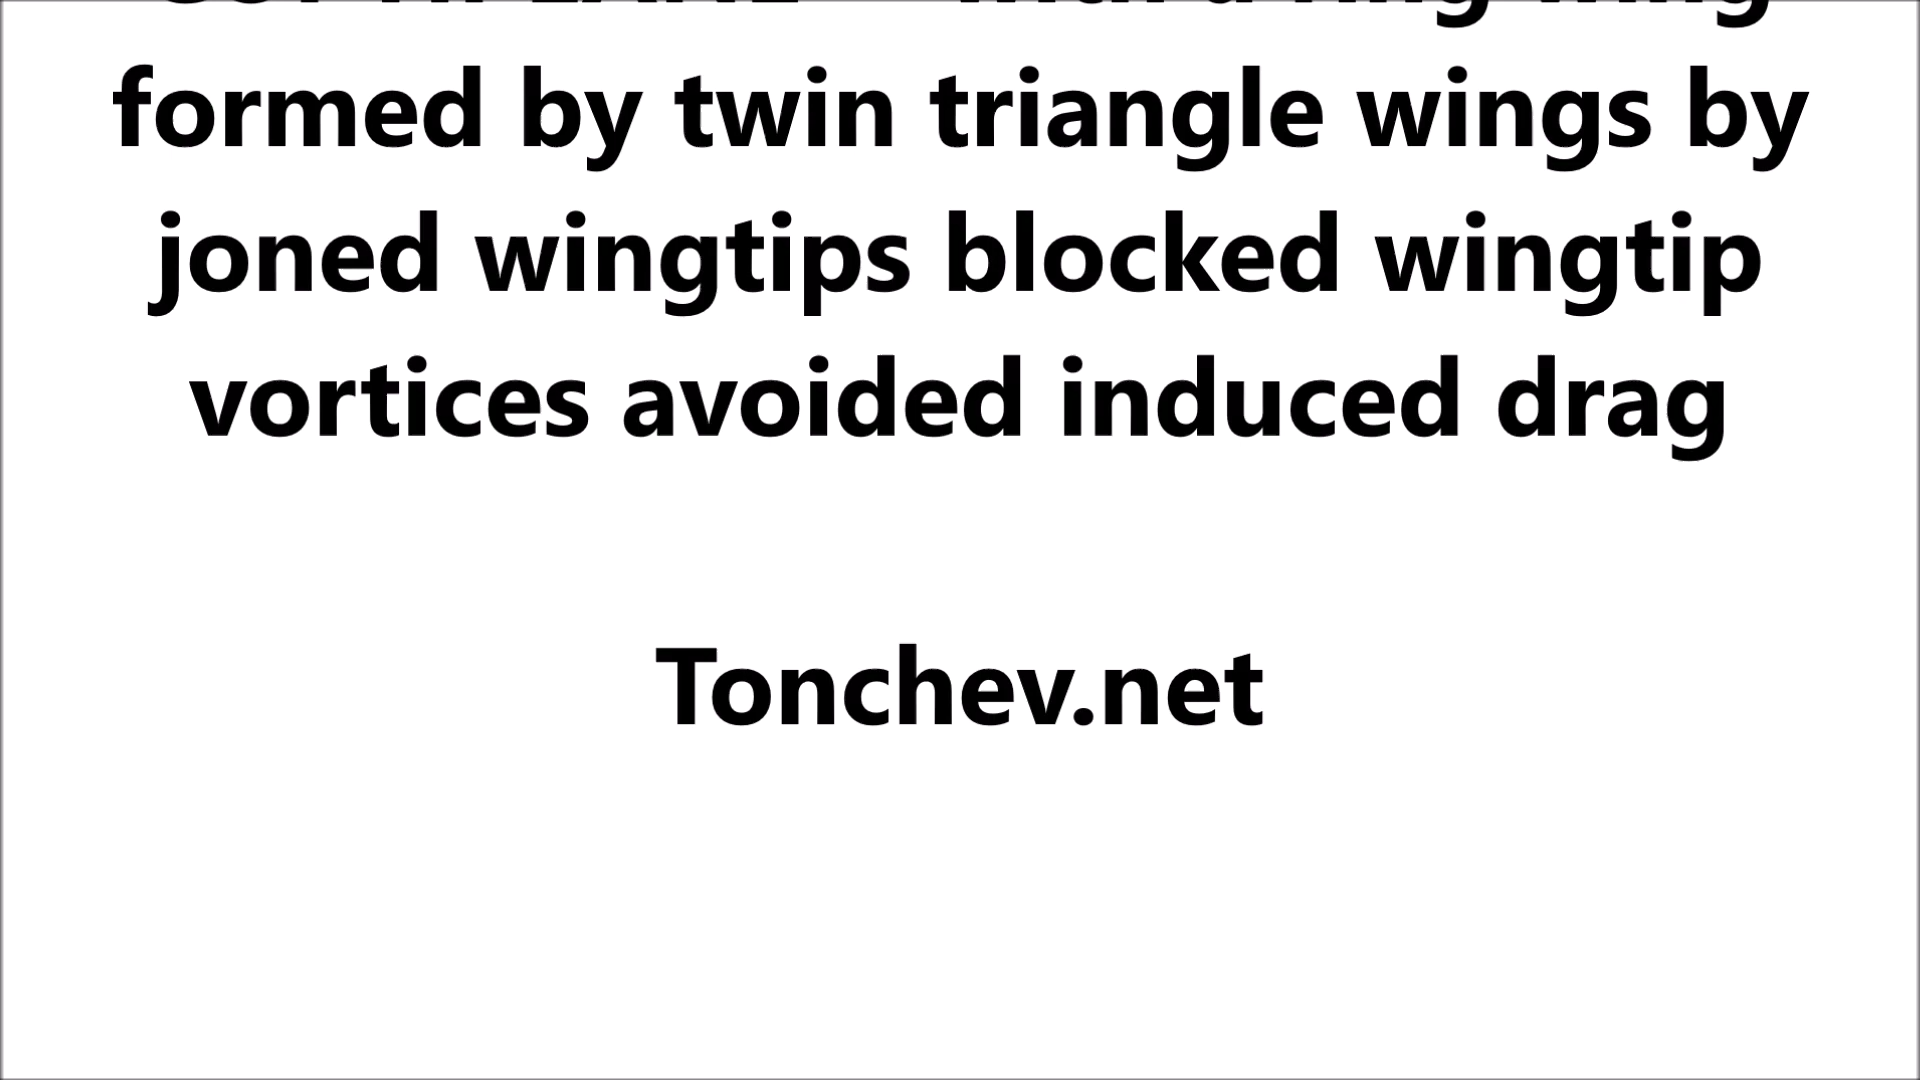 formed by twin triangle wings by
joned wingtips blocked wingtip
vortices avoided induced drag
Tonchev.net